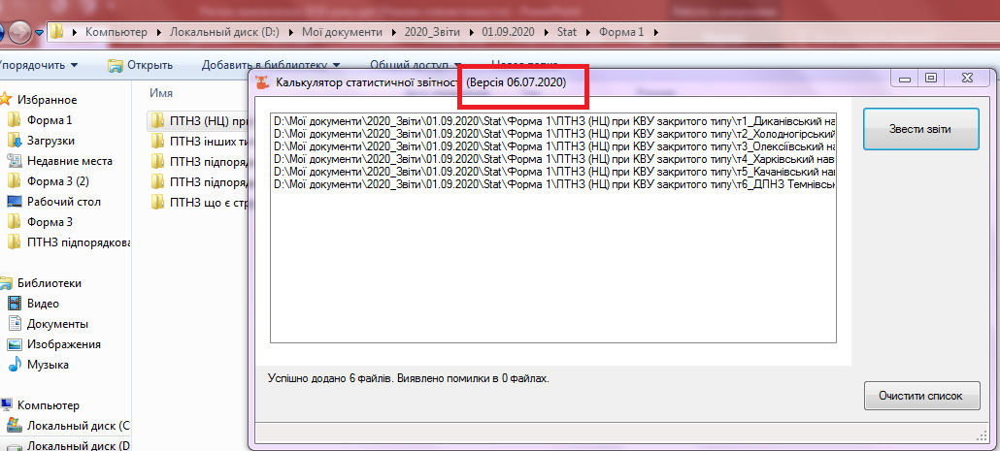 Компьютер ▸ Локальный диск (D:) ▸ Мої документи ▸ 2020_Звіти ▸ 01.09.2020 ▸ Stat ▸ Форма 1 ▸
Упорядочить Открыть Добавить в библиотеку Общий доступ
Имя
Избранное
Форма 1
Загрузки
Недавние места
Форма 3 (2)
Рабочий стол
Форма 3
ПТНЗ підпорядкова
Библиотеки
Видео
Документы
Изображения
Музыка
Компьютер
Локальный диск (C
Локальный диск (D
ПТНЗ (НЦ) при
ПТНЗ інших ти
ПТНЗ підпоря
ПТНЗ підпоря
ПТНЗ що є стр
Калькулятор статистичної звітності (Версія 06.07.2020)
D:\Мої документи\2020_Звіти\01.09.2020\Stat\Форма 1\ПТНЗ (НЦ) при КВУ закритого типу\т1_Диканівський на
D:\Мої документи\2020_Звіти\01.09.2020\Stat\Форма 1\ПТНЗ (НЦ) при КВУ закритого типу\т2_Холодногірський
D:\Мої документи\2020_Звіти\01.09.2020\Stat\Форма 1\ПТНЗ (НЦ) при КВУ закритого типу\т3_Олексіївський н
D:\Мої документи\2020_Звіти\01.09.2020\Stat\Форма 1\ПТНЗ (НЦ) при КВУ закритого типу\т4_Харківський нав
D:\Мої документи\2020_Звіти\01.09.2020\Stat\Форма 1\ПТНЗ (НЦ) при КВУ закритого типу\т5_Качанівський на
D:\Мої документи\2020_Звіти\01.09.2020\Stat\Форма 1\ПТНЗ (НЦ) при КВУ закритого типу\т6_ДПНЗ Темнівсь
Звести звіти
Успішно додано 6 файлів. Виявлено помилки в 0 файлах.
Очистити список